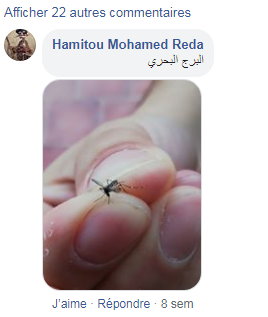 Afficher 22 autres commentaires
Hamitou Mohamed Reda
البرج البحري
J’aime · Répondre · 8 sem